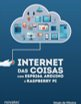 INTERNET
DAS COISAS
COM ESP8266, ARDUINO
E RASPBERRY PI